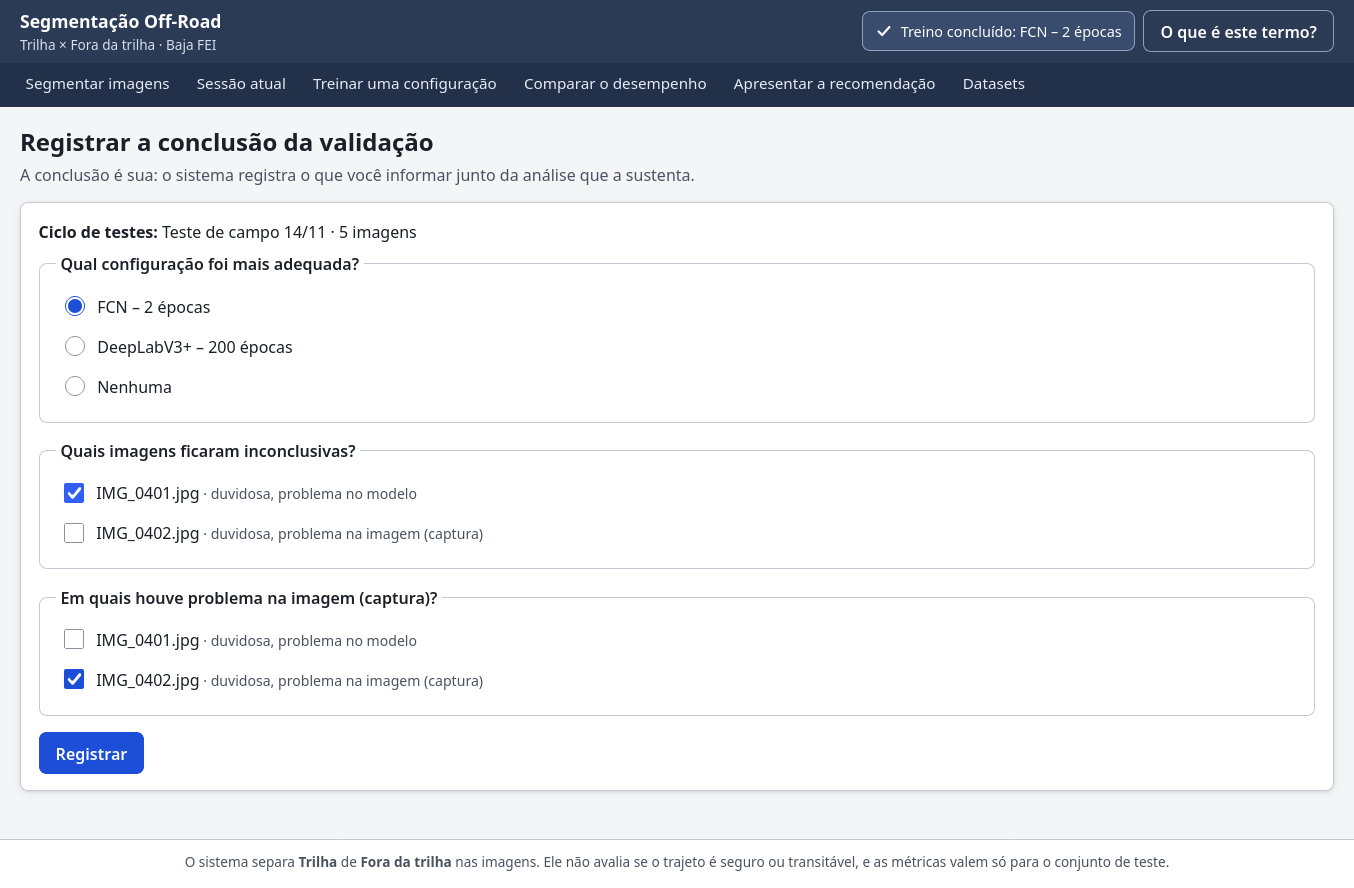 Segmentação Off-Road
Trilha × Fora da trilha · Baja FEI
Treino concluído: FCN – 2 épocas
O que é este termo?
Segmentar imagens Sessão atual Treinar uma configuração Comparar o desempenho Apresentar a recomendação Datasets
Registrar a conclusão da validação
A conclusão é sua: o sistema registra o que você informar junto da análise que a sustenta.
Ciclo de testes: Teste de campo 14/11 · 5 imagens
Qual configuração foi mais adequada?
FCN – 2 épocas
DeepLabV3+ – 200 épocas
Nenhuma
Quais imagens ficaram inconclusivas?
IMG_0401.jpg · duvidosa, problema no modelo
IMG_0402.jpg · duvidosa, problema na imagem (captura)
Em quais houve problema na imagem (captura)?
IMG_0401.jpg · duvidosa, problema no modelo
IMG_0402.jpg · duvidosa, problema na imagem (captura)
Registrar
O sistema separa Trilha de Fora da trilha nas imagens. Ele não avalia se o trajeto é seguro ou transitável, e as métricas valem só para o conjunto de teste.